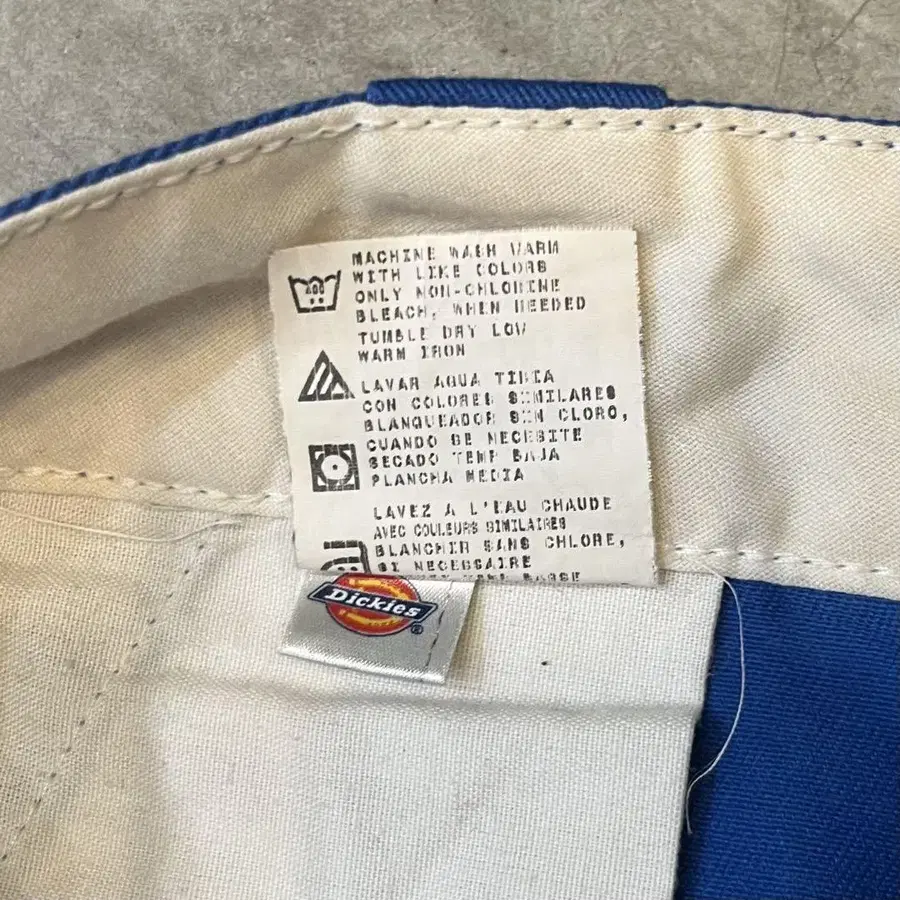 MACHINE WASH WARM
WITH LIKE COLORS
ONLY NON-CHLORINE
BLEACH, WHEN NEEDED
TUMBLE DRY LOW
WARM IRON
LAVAR AGUA TIBIA
CON COLORES SIMILARES
BLANQUEADOR SIN CLORO,
CUANDO SE NECESITE
SECADO TEMP BAJA
PLANCHA MEDIA
LAVEZ A L'EAU CHAUDE
AVEC COULEURS SIMILAIRES
BLANCHIR SANS CHLORE,
SI NECESSAIRE
BASSE
Dickies®